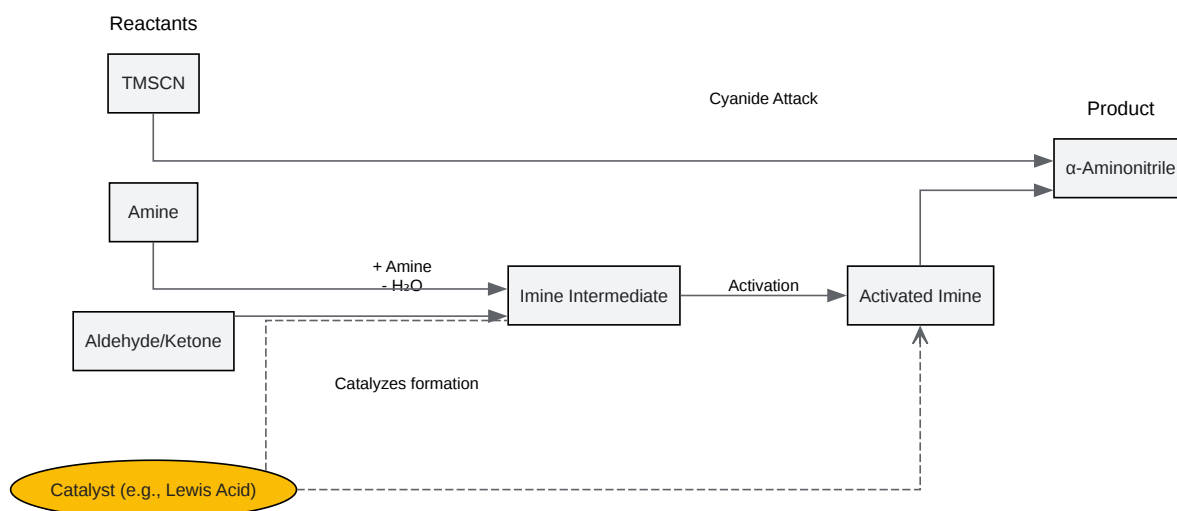 Reactants
TMSCN
Cyanide Attack
Product
α-Aminonitrile
Amine
+ Amine
- H₂O
Imine Intermediate
Activation
Activated Imine
Aldehyde/Ketone
Catalyzes formation
Catalyst (e.g., Lewis Acid)